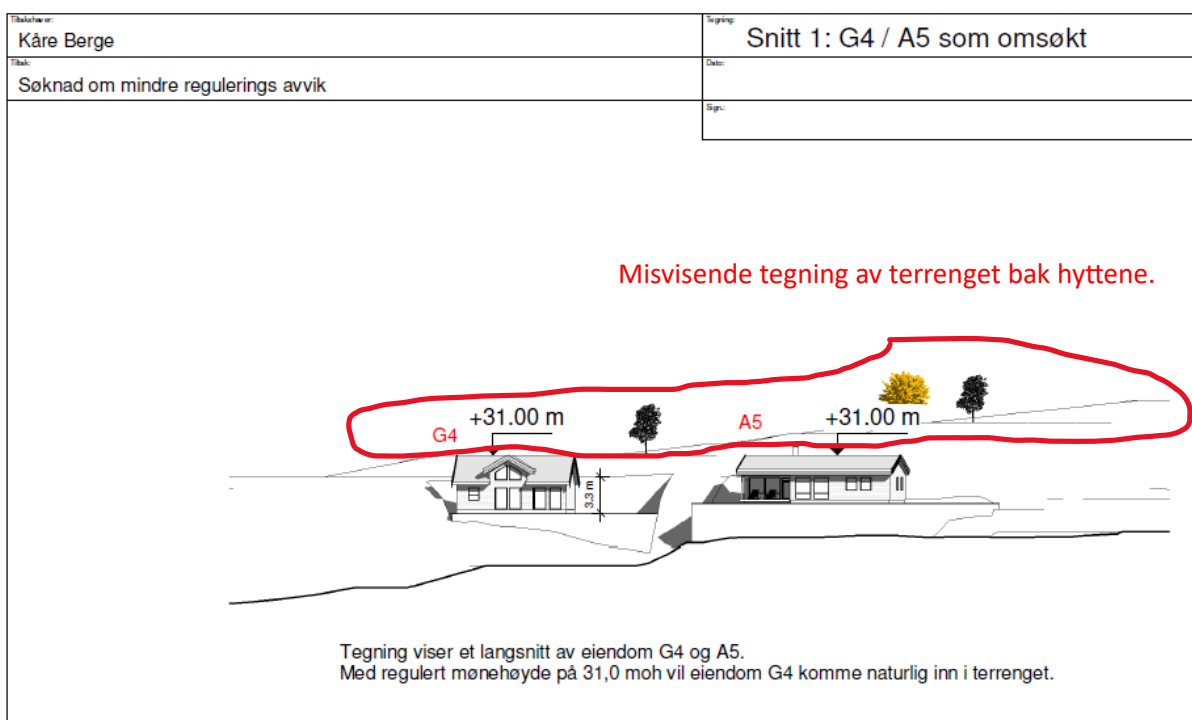 Tiltakshaver:
Kåre Berge
Tegning:
Snitt 1: G4 / A5 som omsøkt
Tiltak:
Søknad om mindre regulerings avvik
Dato:
Sign.:
Misvisende tegning av terrenget bak hyttene.
+31.00 m
+31.00 m
G4
A5
3.3 m
Tegning viser et langsnitt av eiendom G4 og A5.
Med regulert mønehøyde på 31,0 moh vil eiendom G4 komme naturlig inn i terrenget.